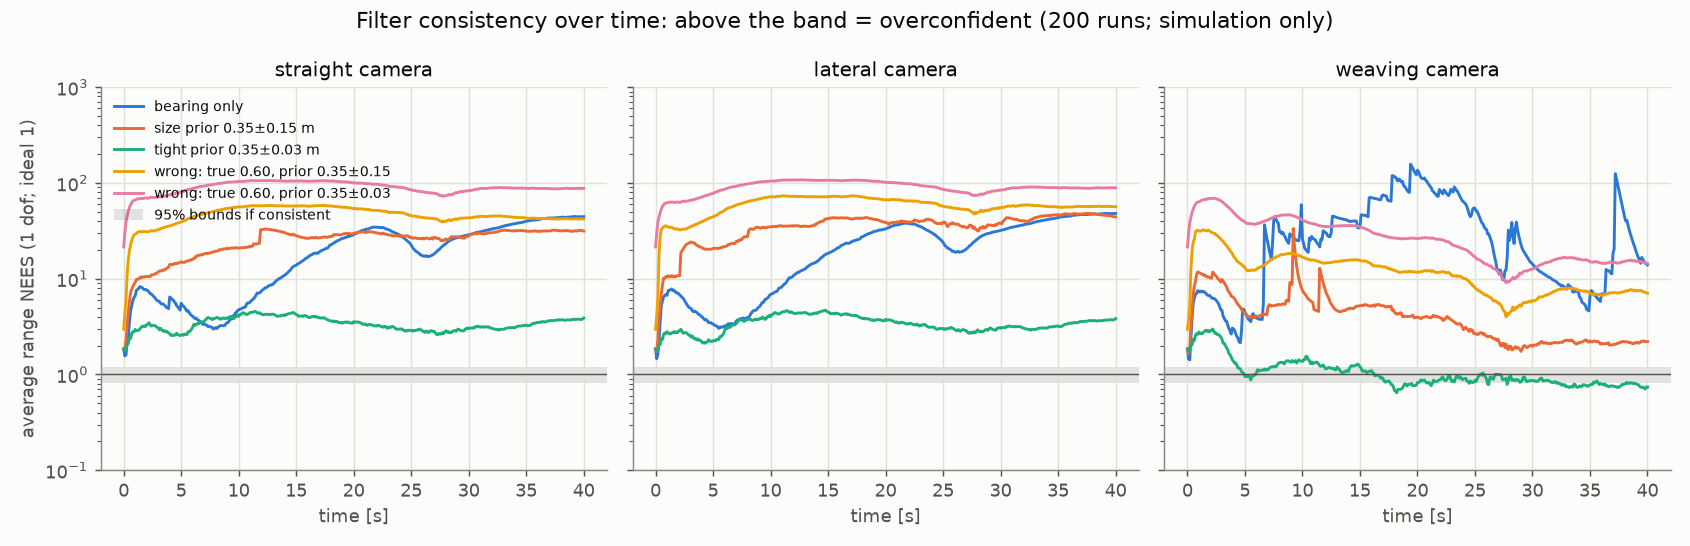 Filter consistency over time: above the band = overconfident (200 runs; simulation only)
straight camera
lateral camera
weaving camera
average range NEES (1 dof; ideal 1)
10³
10²
10¹
10⁰
10⁻¹
bearing only
size prior 0.35±0.15 m
tight prior 0.35±0.03 m
wrong: true 0.60, prior 0.35±0.15
wrong: true 0.60, prior 0.35±0.03
95% bounds if consistent
0 5 10 15 20 25 30 35 40
0 5 10 15 20 25 30 35 40
0 5 10 15 20 25 30 35 40
time [s]
time [s]
time [s]